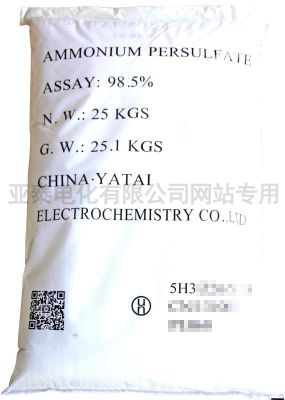 AMMONIUM PERSULFATE
ASSAY: 98.5%
N. W.: 25 KGS
G. W.: 25.1 KGS
CHINA·YATAI
亚泰电化有限公司网站专用
ELECTROCHEMISTRY CO.,LTD
5H3